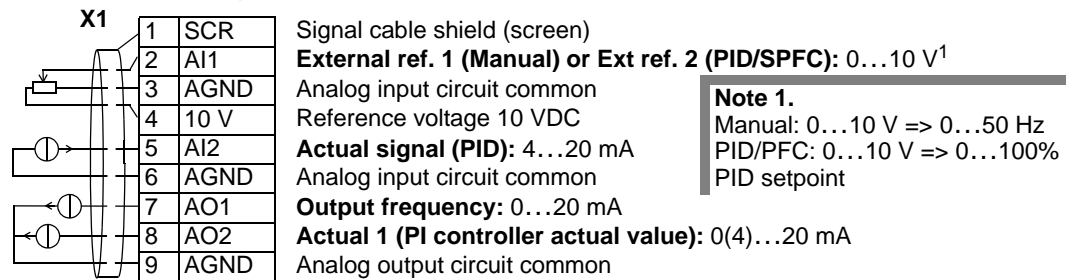 X1
1 SCR Signal cable shield (screen)
2 AI1 External ref. 1 (Manual) or Ext ref. 2 (PID/SPFC): 0…10 V1
3 AGND Analog input circuit common
4 10 V Reference voltage 10 VDC
5 AI2 Actual signal (PID): 4…20 mA
6 AGND Analog input circuit common
7 AO1 Output frequency: 0…20 mA
8 AO2 Actual 1 (PI controller actual value): 0(4)…20 mA
9 AGND Analog output circuit common
Note 1.
Manual: 0…10 V => 0…50 Hz
PID/PFC: 0…10 V => 0…100%
PID setpoint